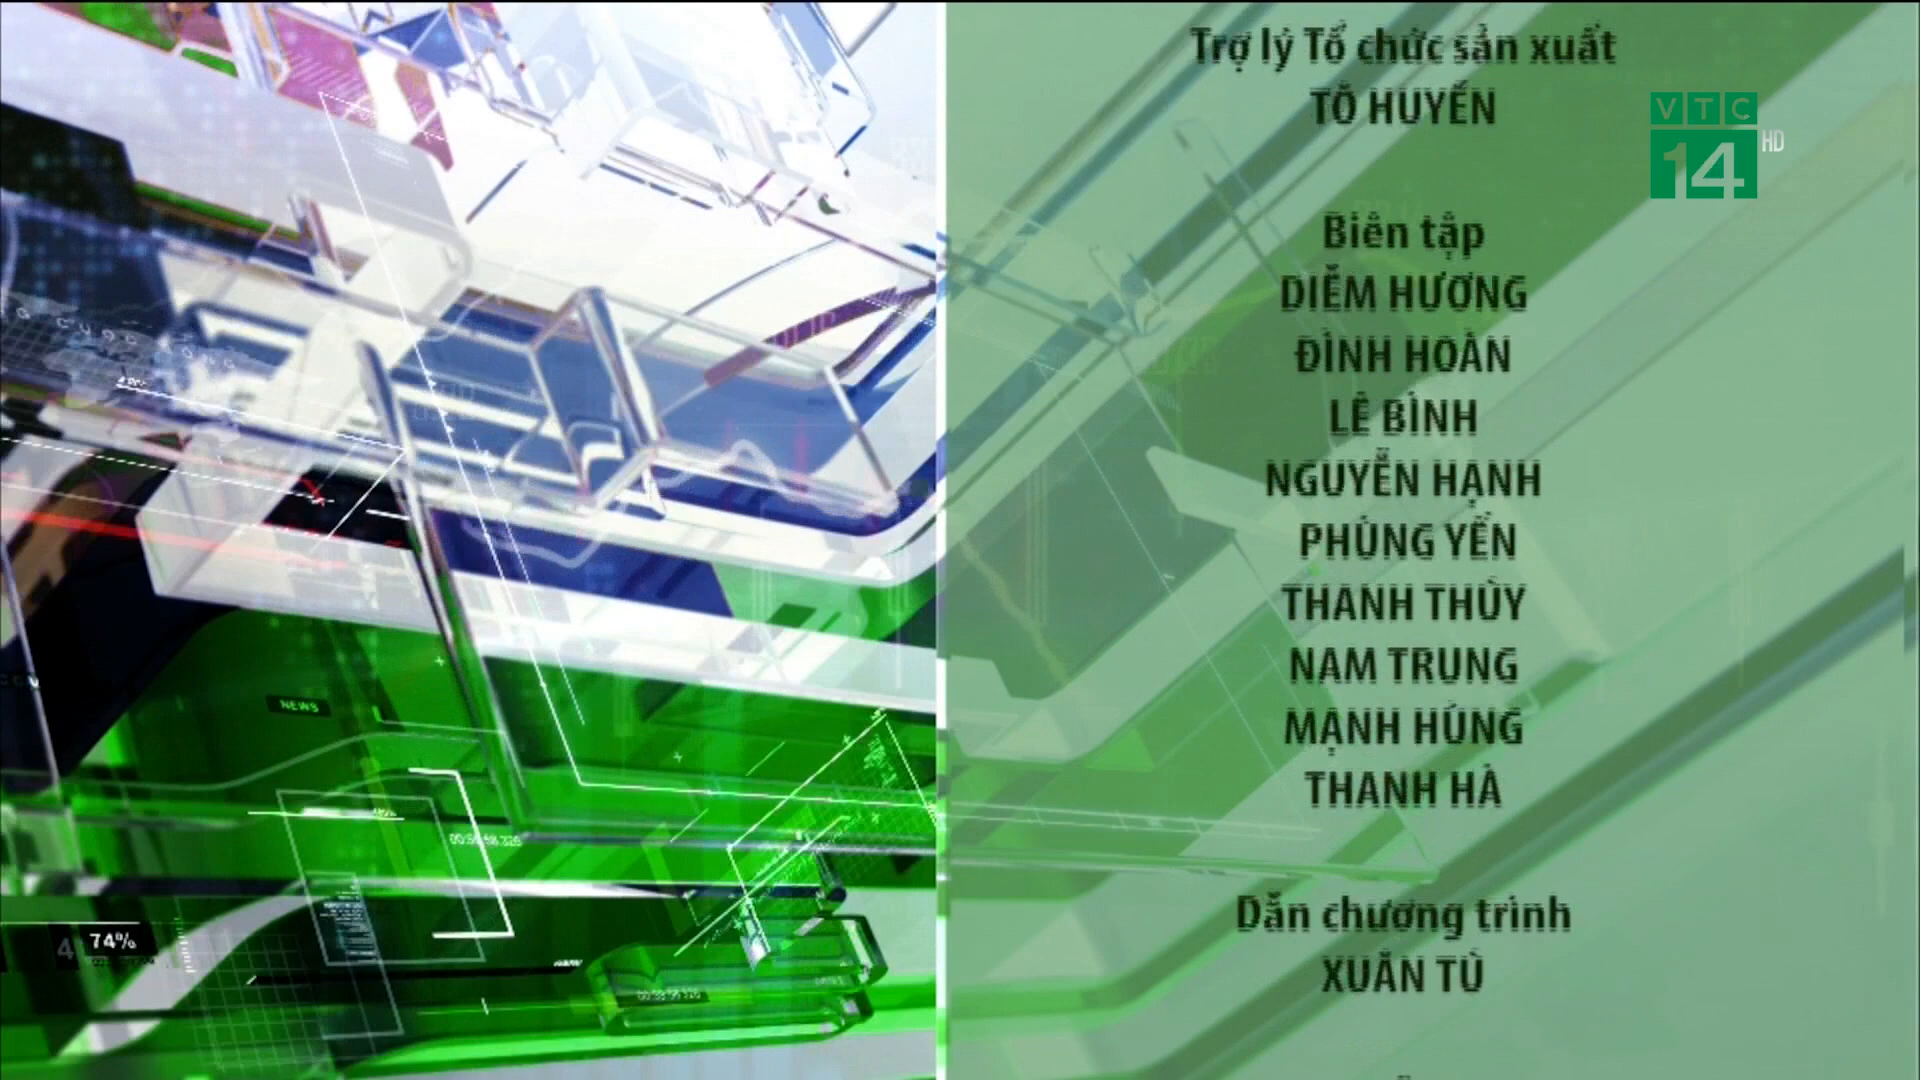 Trợ lý Tổ chức sản xuất
TÔ HUYỀN
VTC
14
HD
Biên tập
DIỄM HƯƠNG
ĐÌNH HOÀN
LÊ BÌNH
NGUYỄN HẠNH
PHÙNG YẾN
THANH THÙY
NAM TRUNG
MẠNH HÙNG
THANH HÀ
Dẫn chương trình
XUÂN TÚ
NEWS
74%